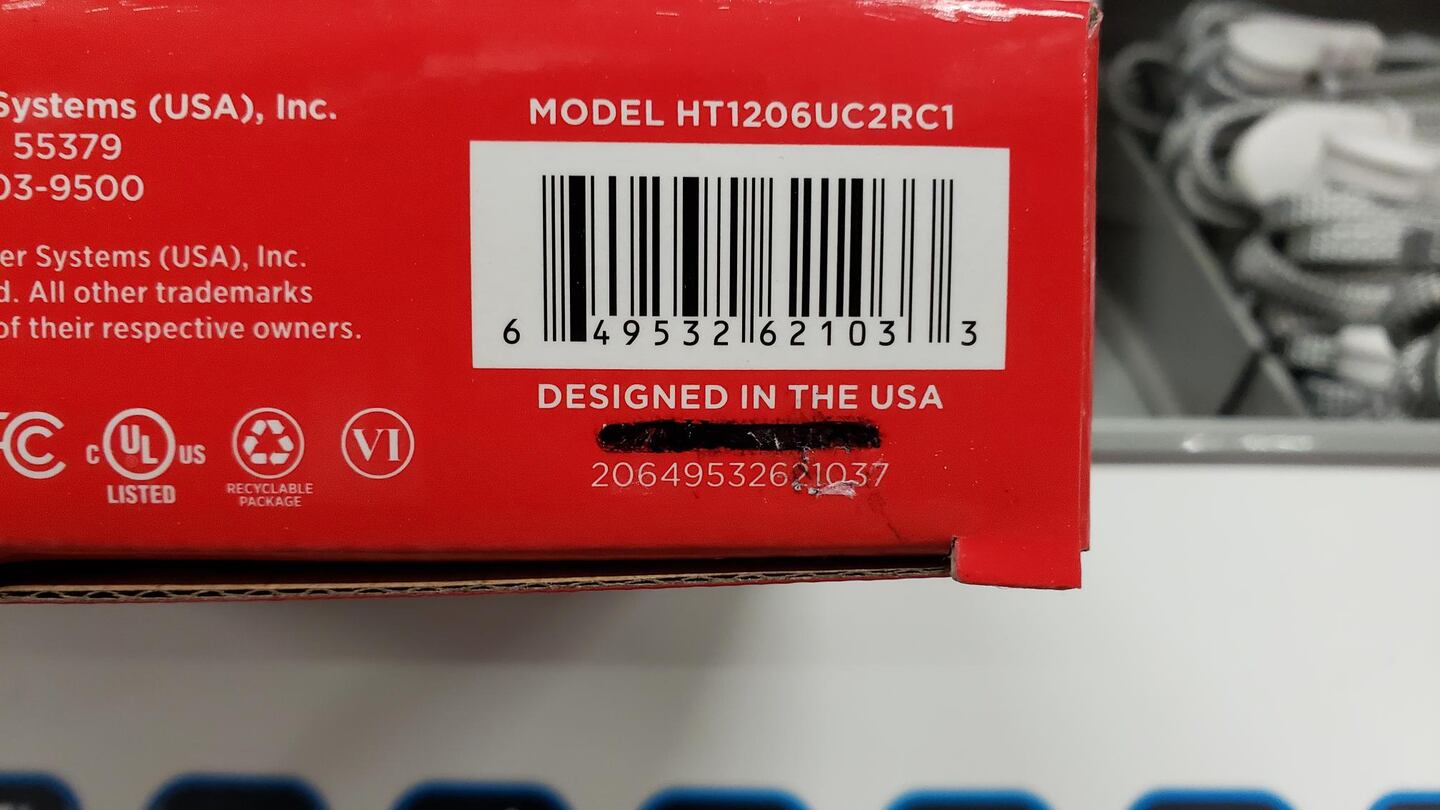 Systems (USA), Inc.
55379
03-9500
er Systems (USA), Inc.
d. All other trademarks
of their respective owners.
FC
C UL US
LISTED
RECYCLABLE
PACKAGE
VI
MODEL HT1206UC2RC1
6 49532 62103 3
DESIGNED IN THE USA
20649532621037